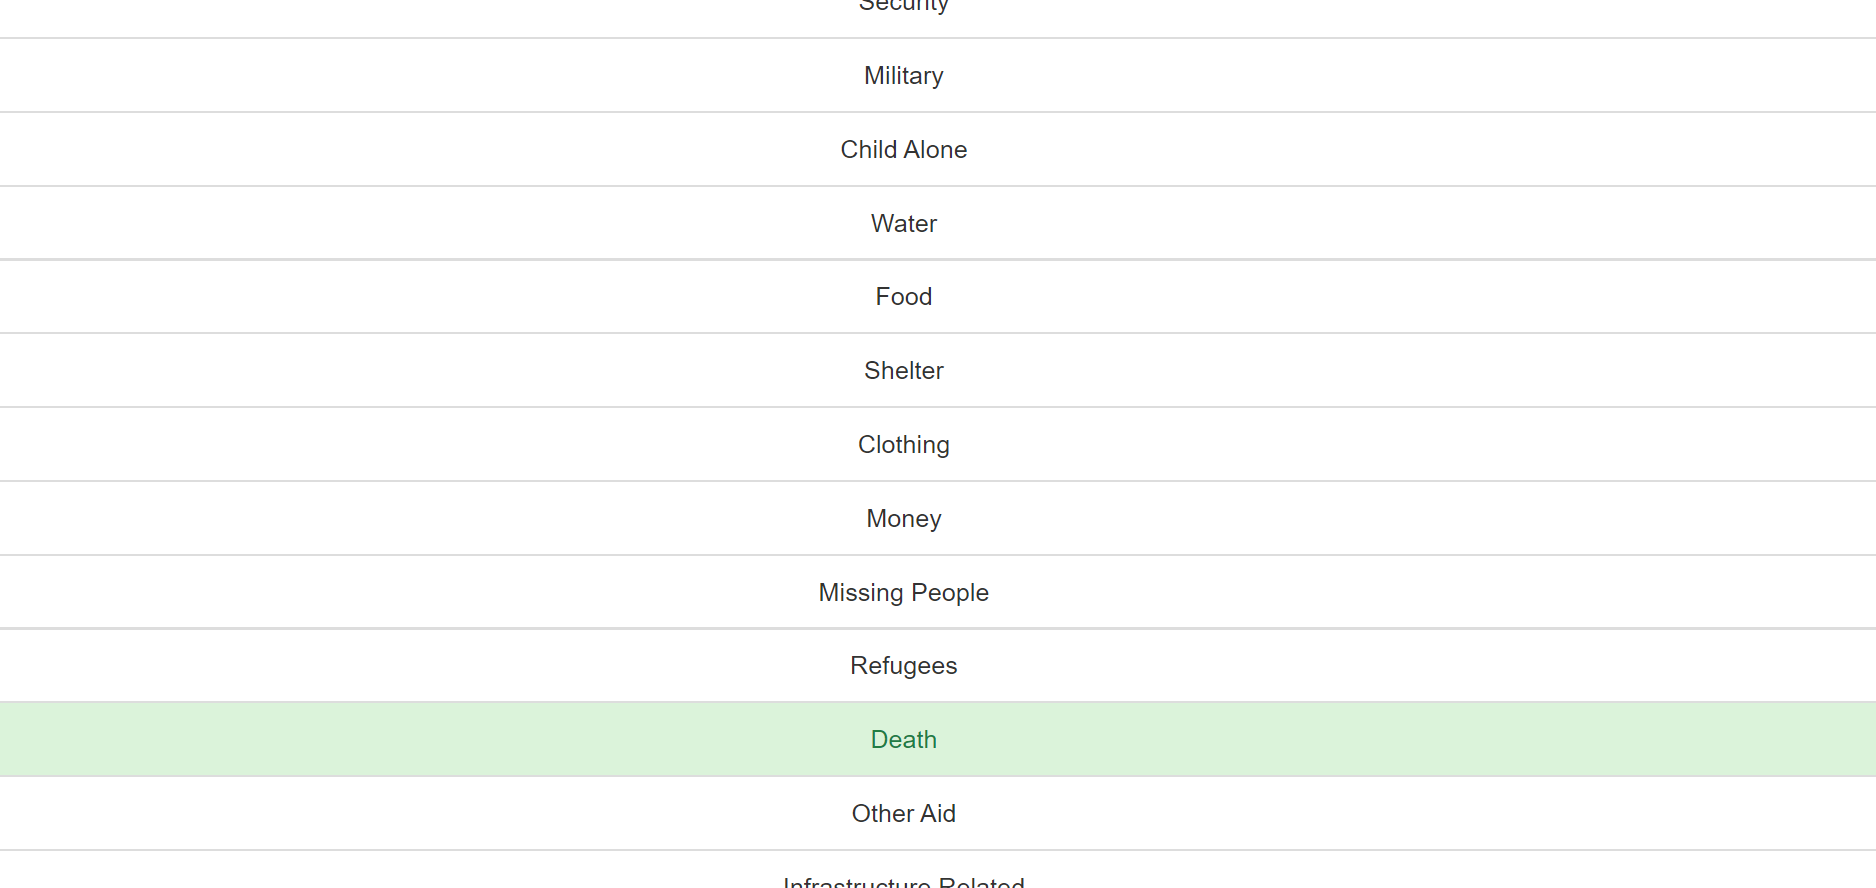 Security
Military
Child Alone
Water
Food
Shelter
Clothing
Money
Missing People
Refugees
Death
Other Aid
Infrastructure Related